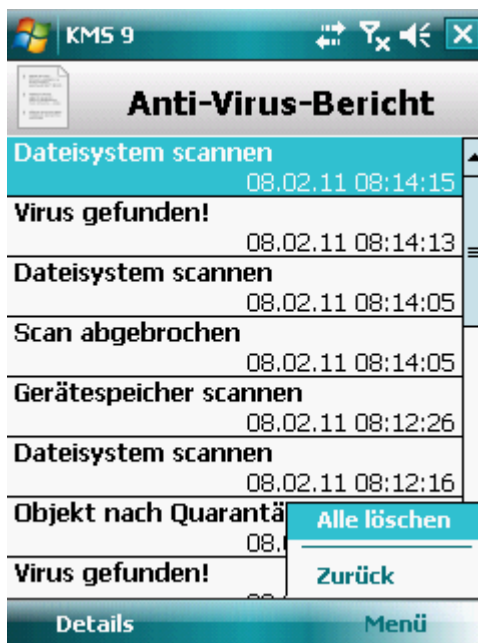 KMS 9
Anti-Virus-Bericht
Dateisystem scannen
08.02.11 08:14:15
Virus gefunden!
08.02.11 08:14:13
Dateisystem scannen
08.02.11 08:14:05
Scan abgebrochen
08.02.11 08:14:05
Gerätespeicher scannen
08.02.11 08:12:26
Dateisystem scannen
08.02.11 08:12:16
Objekt nach
08.
Virus gefunden!
Alle löschen
Zurück
Details
Menü